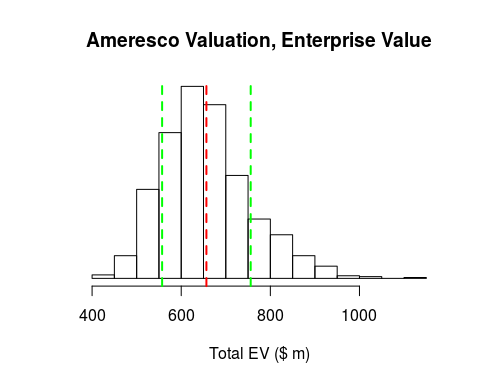 Ameresco Valuation, Enterprise Value
400 600 800 1000
Total EV ($ m)